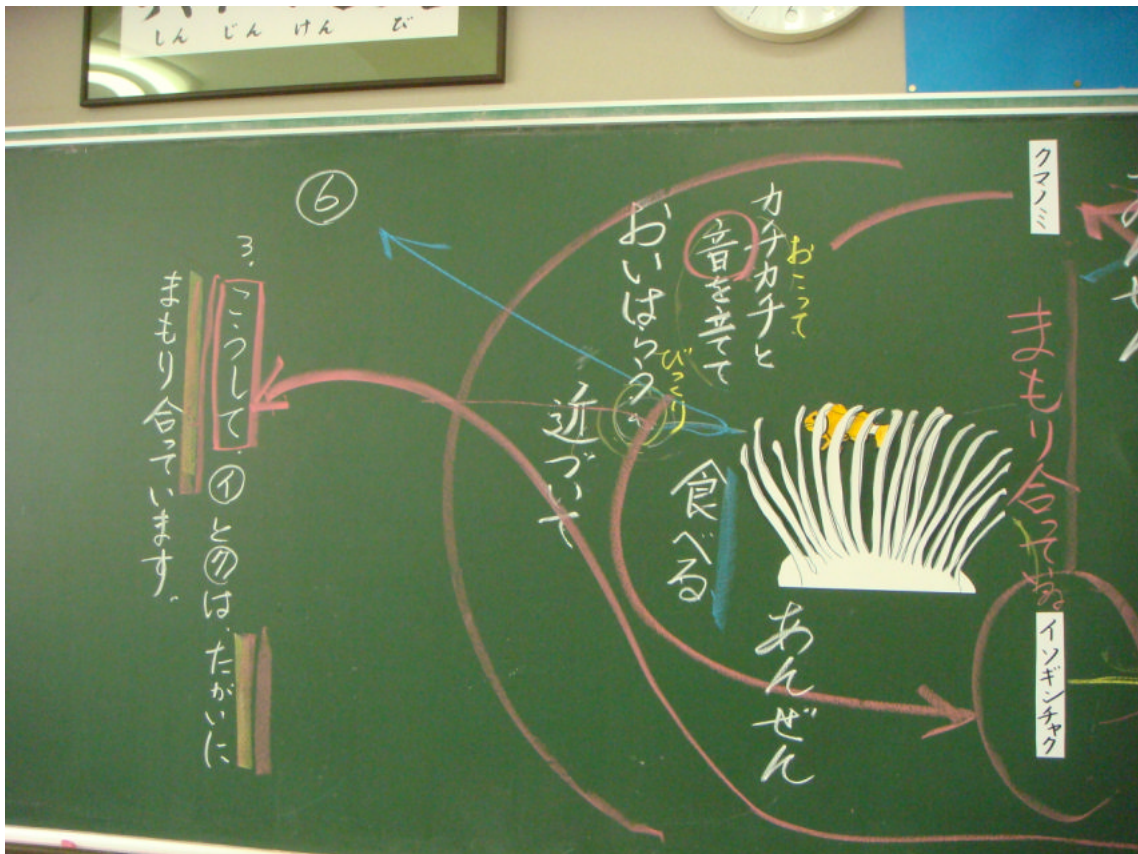 しんじんけんび
クマノミ
まもり合って
イソギンチャク
あんぜん
食べる
おこって
カチカチと
音を立てて
びっくり
おいはらう
近づいて
⑥
3.
こうして、㋑と㋗は、たがいに
まもり合っています。